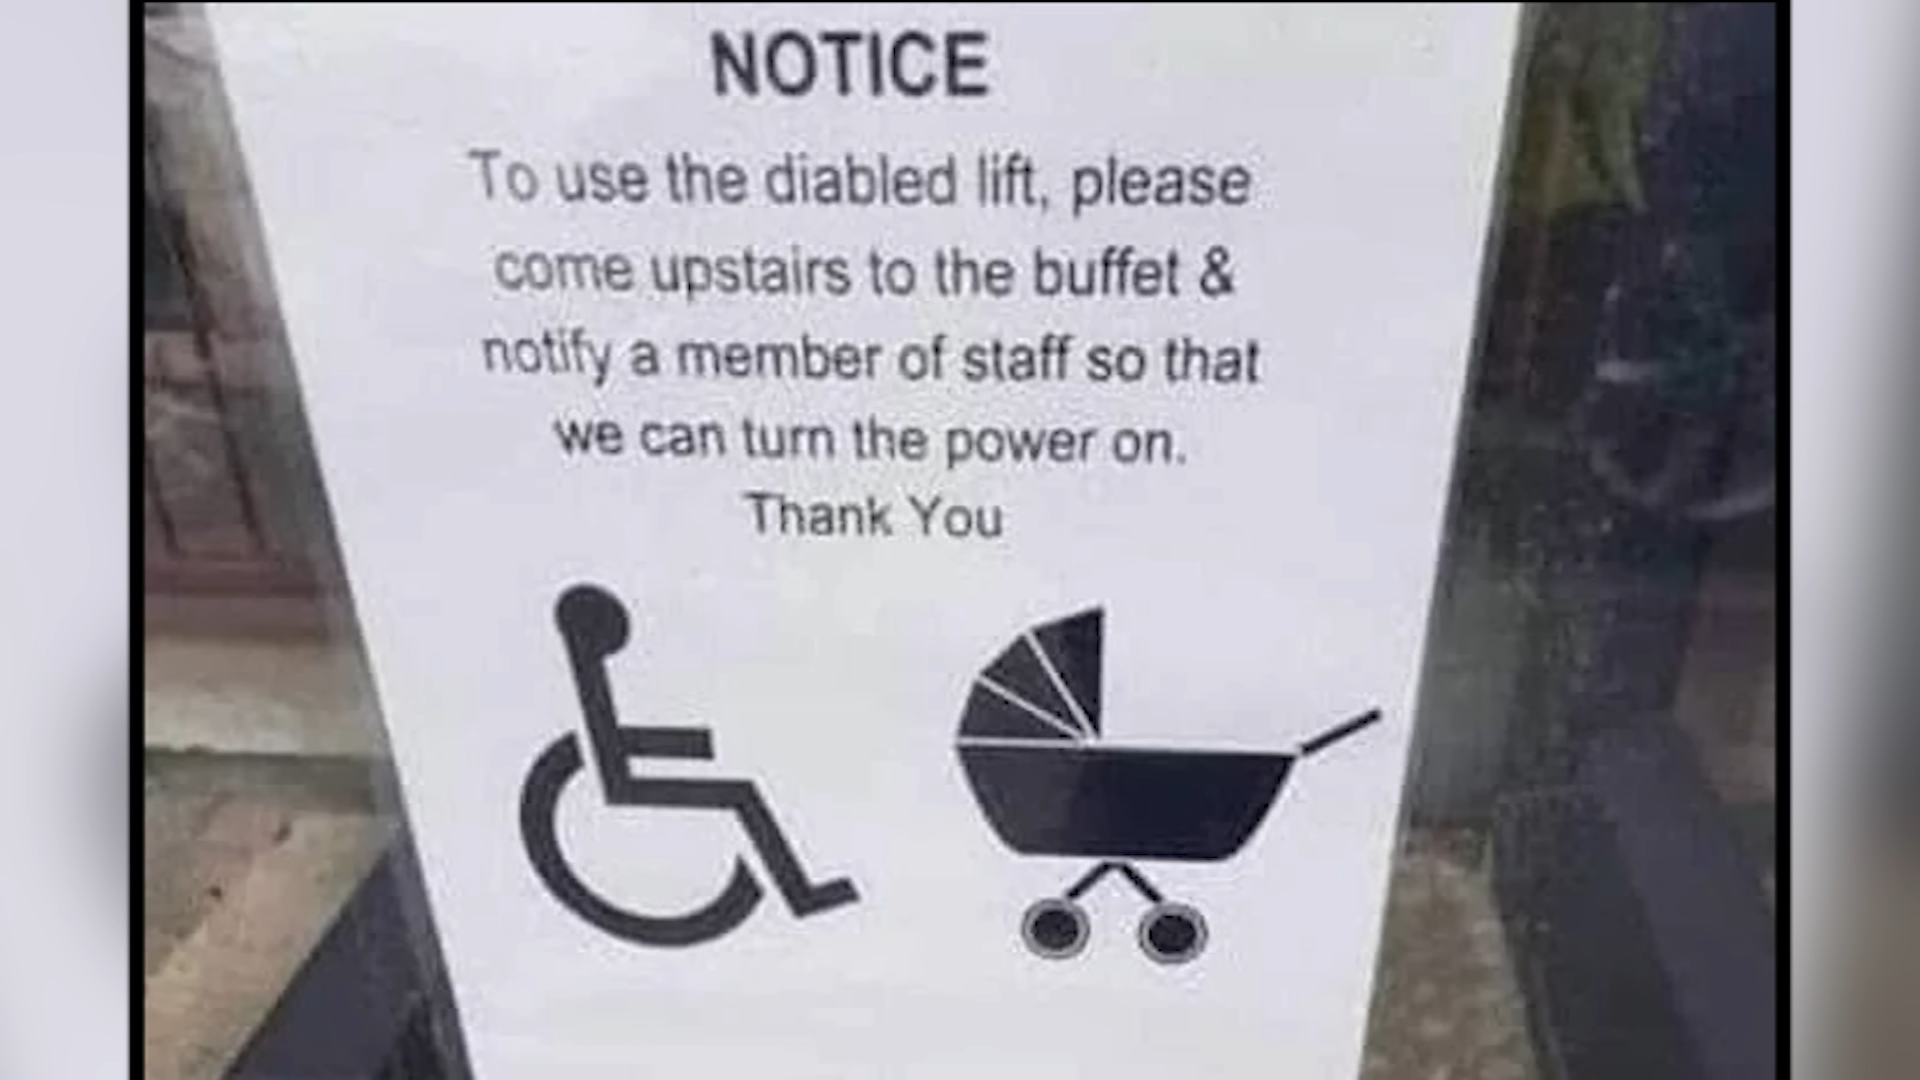 NOTICE
To use the diabled lift, please
come upstairs to the buffet &
notify a member of staff so that
we can turn the power on.
Thank You